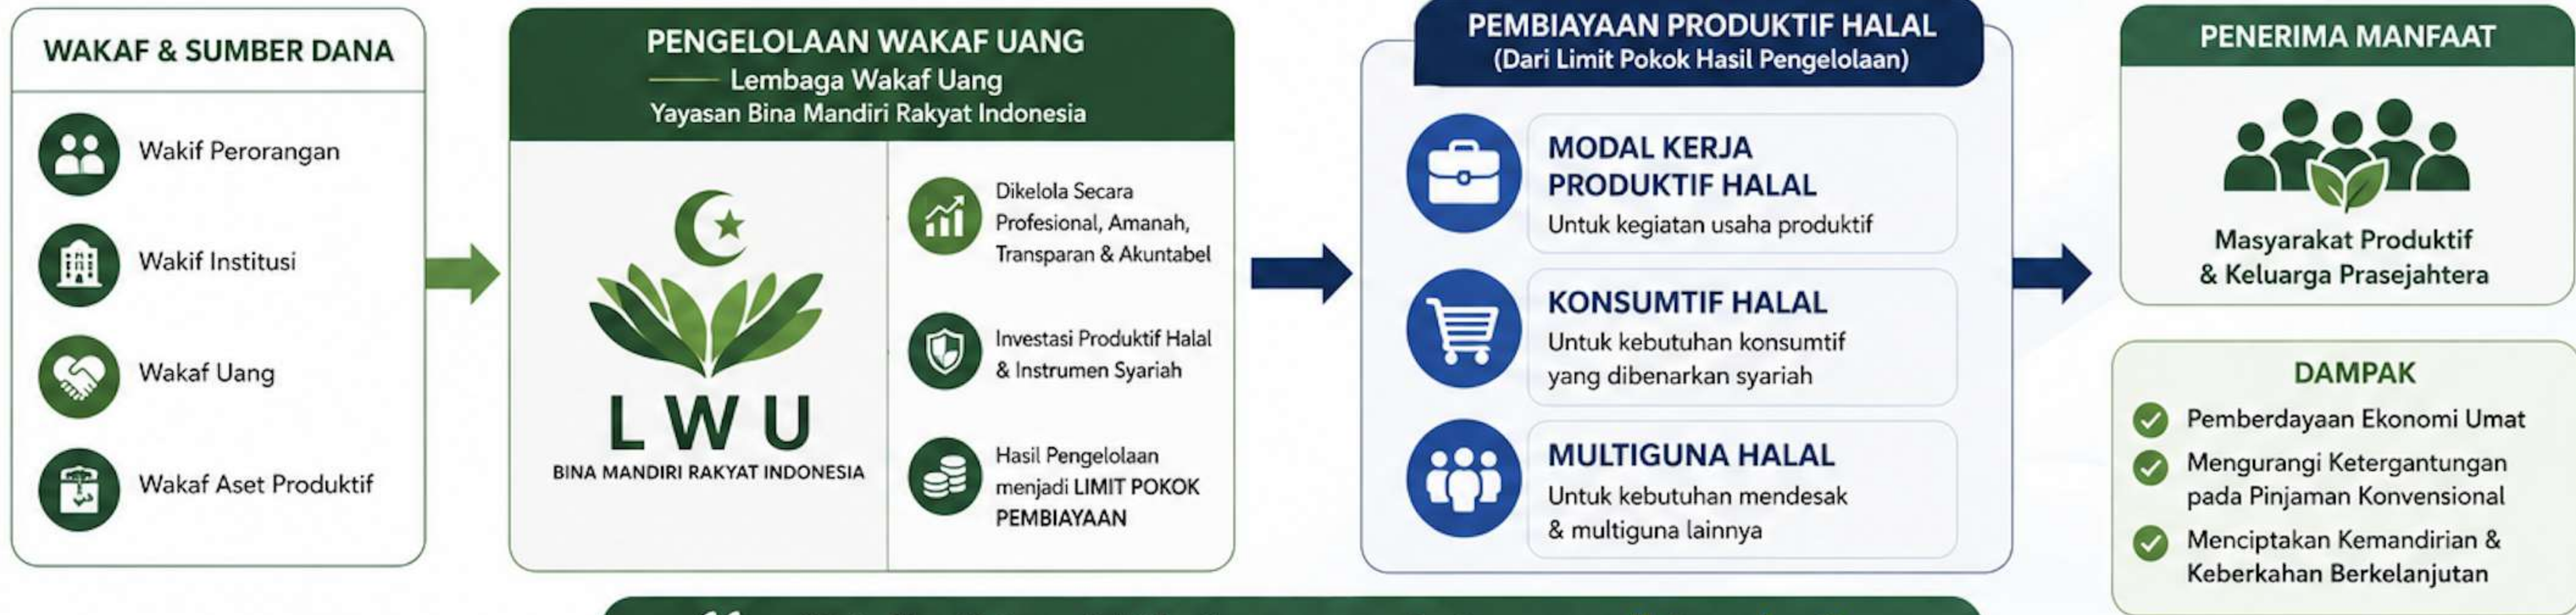 WAKAF & SUMBER DANA
Wakif Perorangan
Wakif Institusi
Wakaf Uang
Wakaf Aset Produktif
PENGELOLAAN WAKAF UANG
Lembaga Wakaf Uang
Yayasan Bina Mandiri Rakyat Indonesia
LWU
BINA MANDIRI RAKYAT INDONESIA
Dikelola Secara
Profesional, Amanah,
Transparan & Akuntabel
Investasi Produktif Halal
& Instrumen Syariah
Hasil Pengelolaan
menjadi LIMIT POKOK
PEMBIAYAAN
PEMBIAYAAN PRODUKTIF HALAL
(Dari Limit Pokok Hasil Pengelolaan)
MODAL KERJA
PRODUKTIF HALAL
Untuk kegiatan usaha produktif
KONSUMTIF HALAL
Untuk kebutuhan konsumtif
yang dibenarkan syariah
MULTIGUNA HALAL
Untuk kebutuhan mendesak
& multiguna lainnya
PENERIMA MANFAAT
Masyarakat Produktif
& Keluarga Prasejahtera
DAMPAK
Pemberdayaan Ekonomi Umat
Mengurangi Ketergantungan
pada Pinjaman Konvensional
Menciptakan Kemandirian &
Keberkahan Berkelanjutan